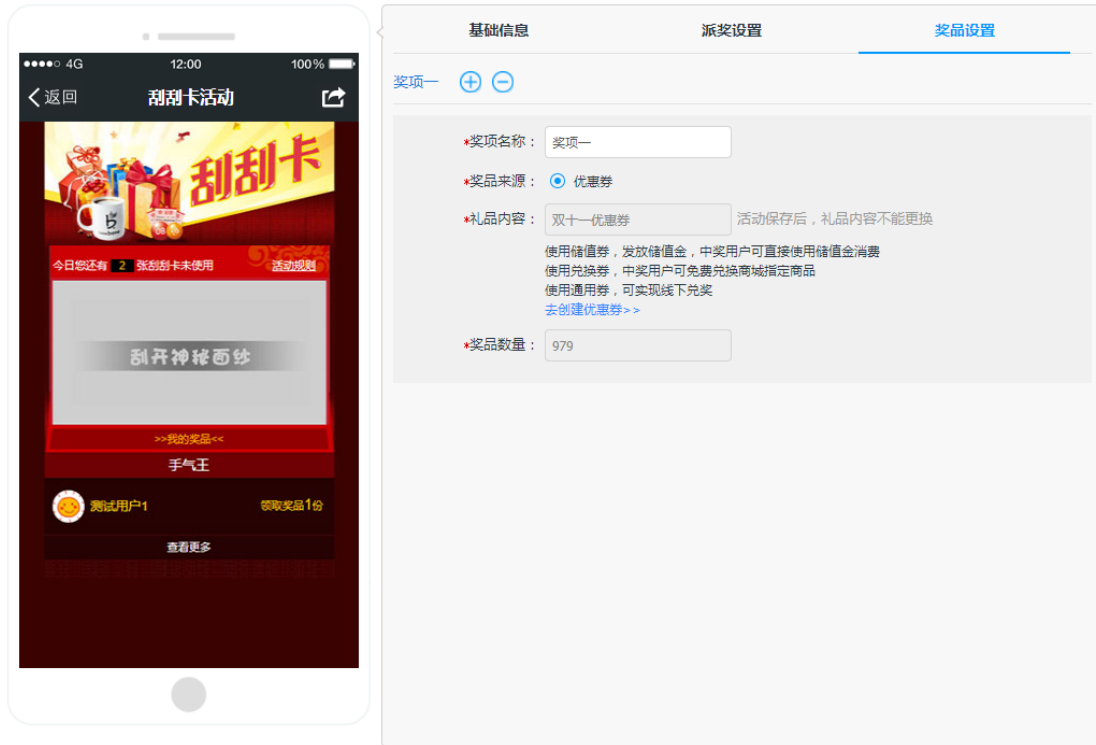 4G 12:00 100%
返回 刮刮卡活动
刮刮卡
今日您还有 2 张刮刮卡未使用 活动规则
刮开神秘面纱
>>我的奖品<<
手气王
测试用户1 领取奖品1份
查看更多
基础信息 派奖设置 奖品设置
奖项一
*奖项名称： 奖项一
*奖品来源： 优惠券
*礼品内容： 双十一优惠券 活动保存后，礼品内容不能更换
使用储值券，发放储值金，中奖用户可直接使用储值金消费
使用兑换券，中奖用户可免费兑换商城指定商品
使用通用券，可实现线下兑奖
去创建优惠券>>
*奖品数量： 979